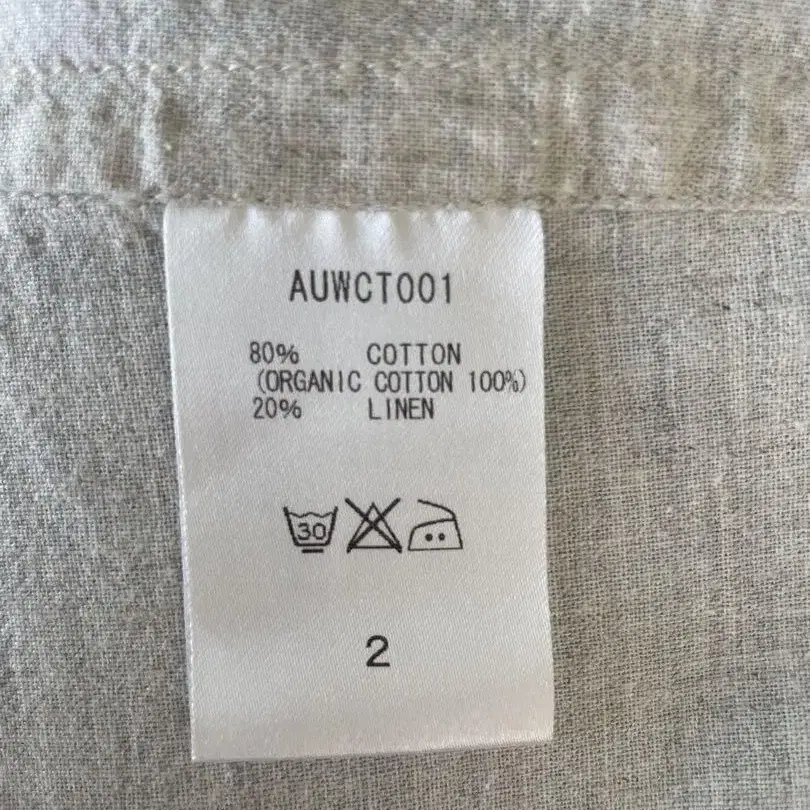 AUWCT001
80% COTTON
(ORGANIC COTTON 100%)
20% LINEN
30
2